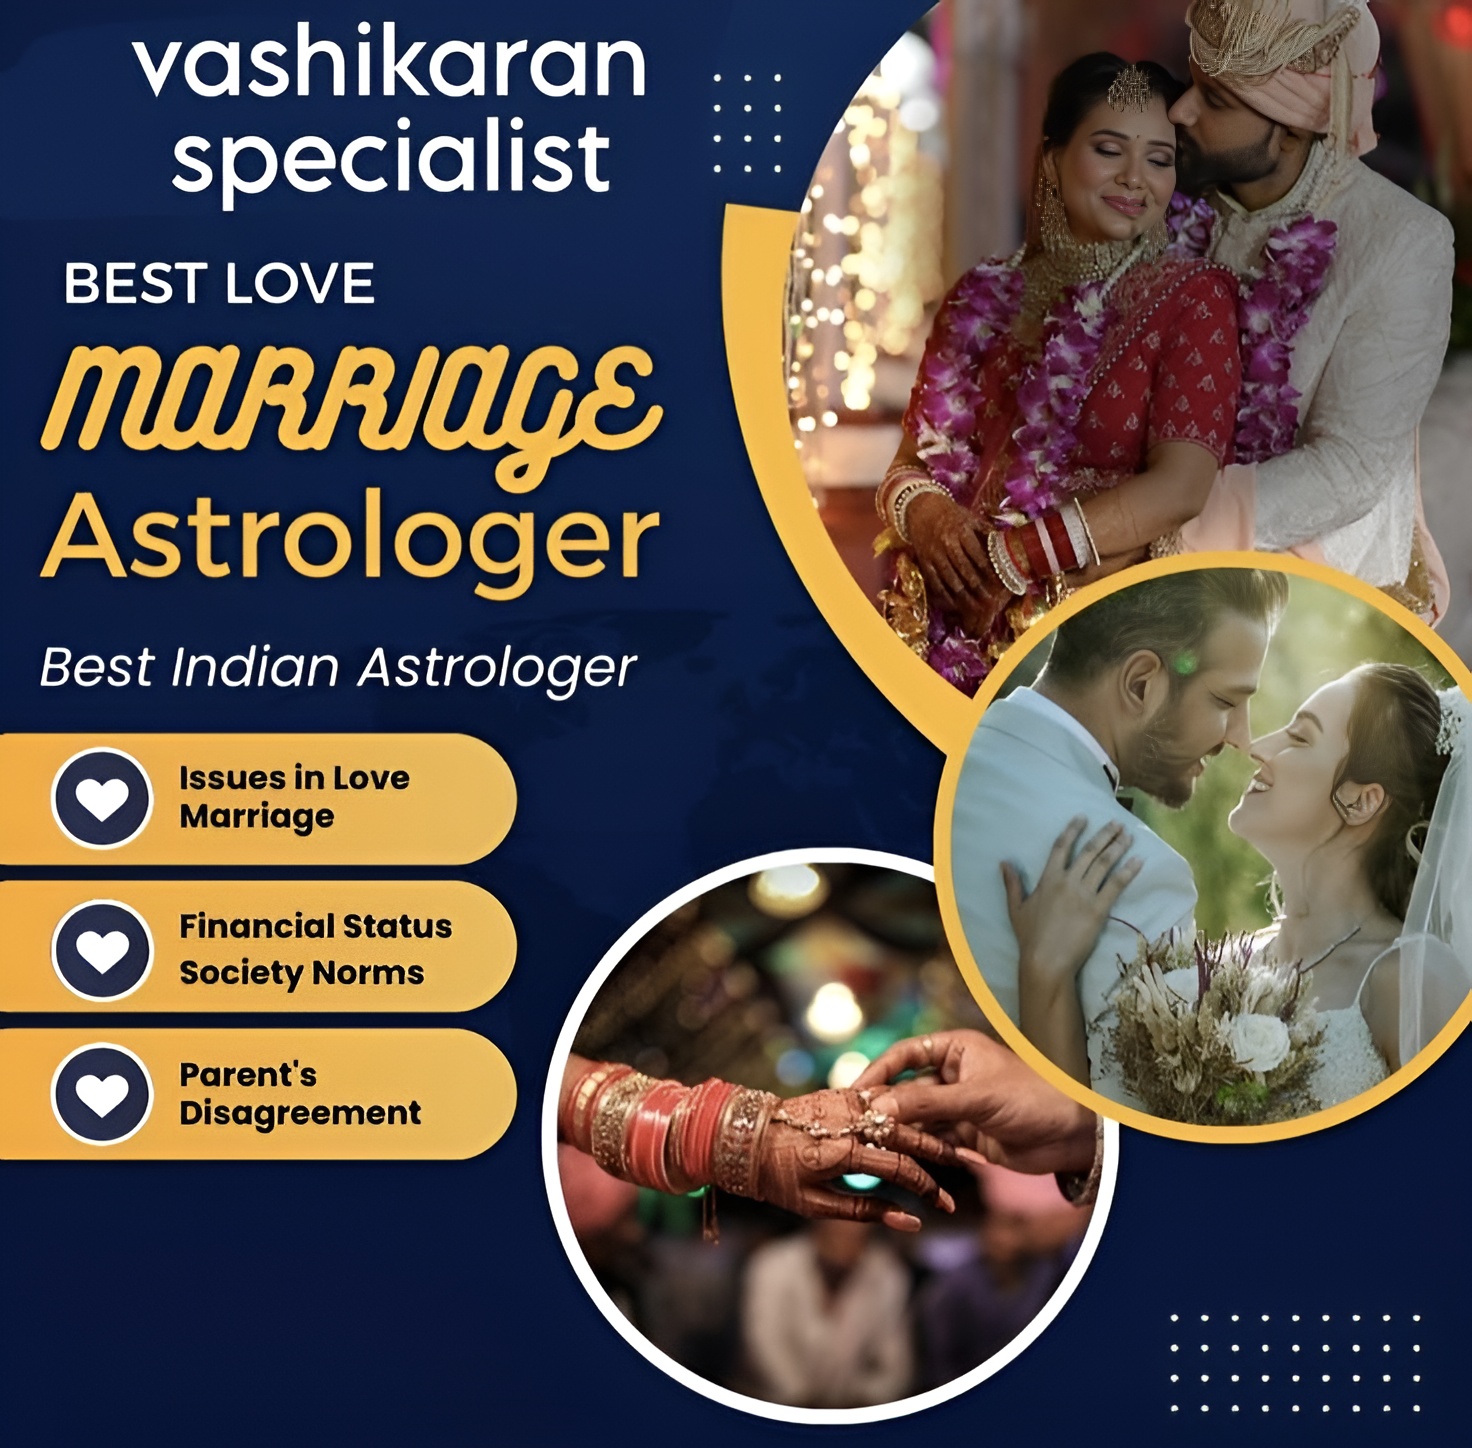 vashikaran
specialist
BEST LOVE
MARRIAGE
Astrologer
Best Indian Astrologer
Issues in Love
Marriage
Financial Status
Society Norms
Parent's
Disagreement